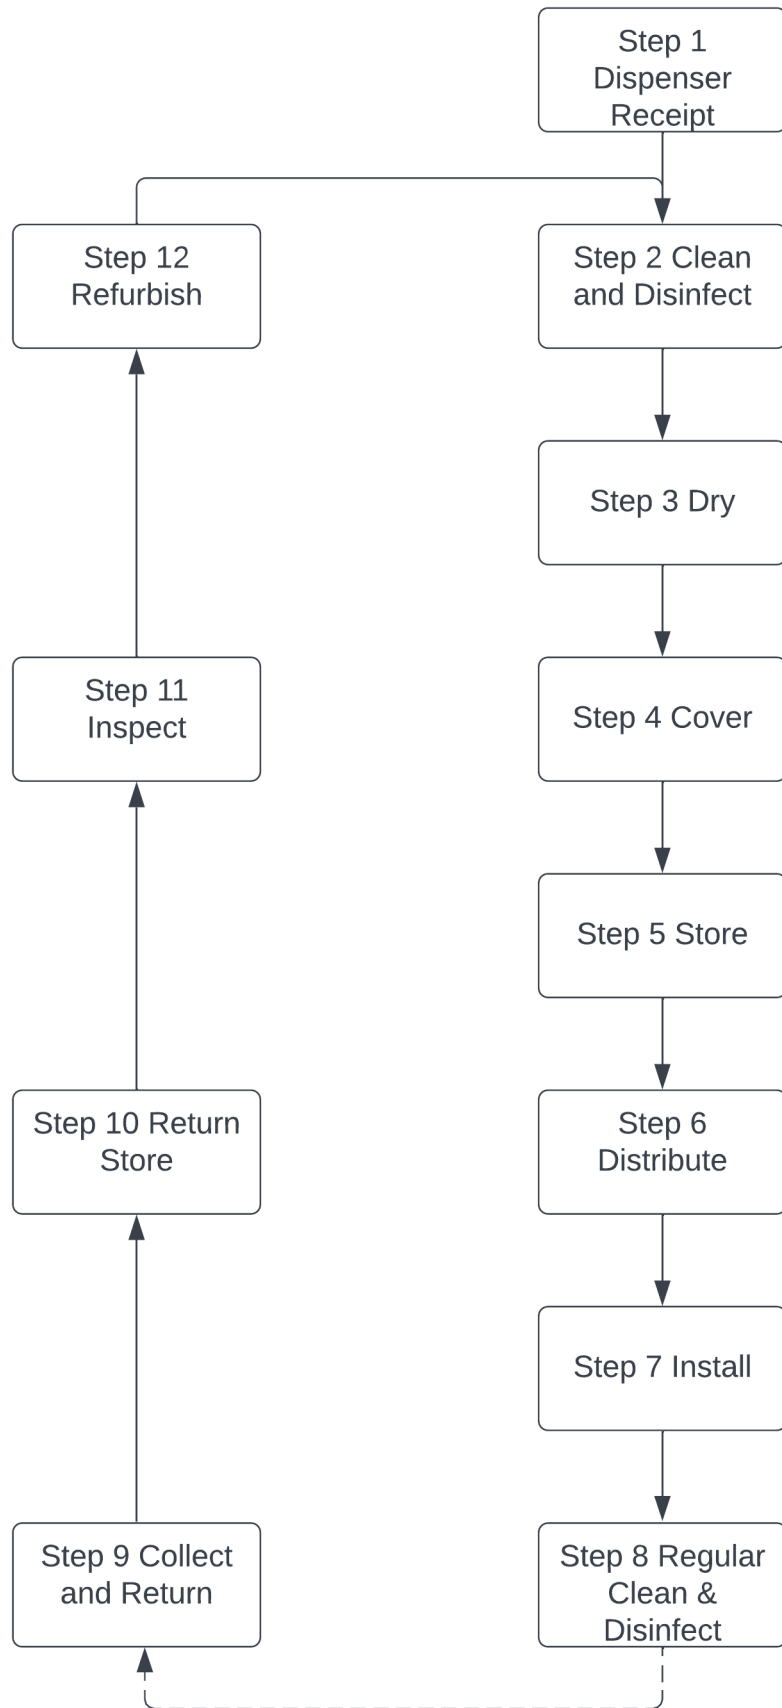 Step 1
Dispenser
Receipt
Step 2 Clean
and Disinfect
Step 3 Dry
Step 4 Cover
Step 5 Store
Step 6
Distribute
Step 7 Install
Step 8 Regular
Clean &
Disinfect
Step 9 Collect
and Return
Step 10 Return
Store
Step 11
Inspect
Step 12
Refurbish